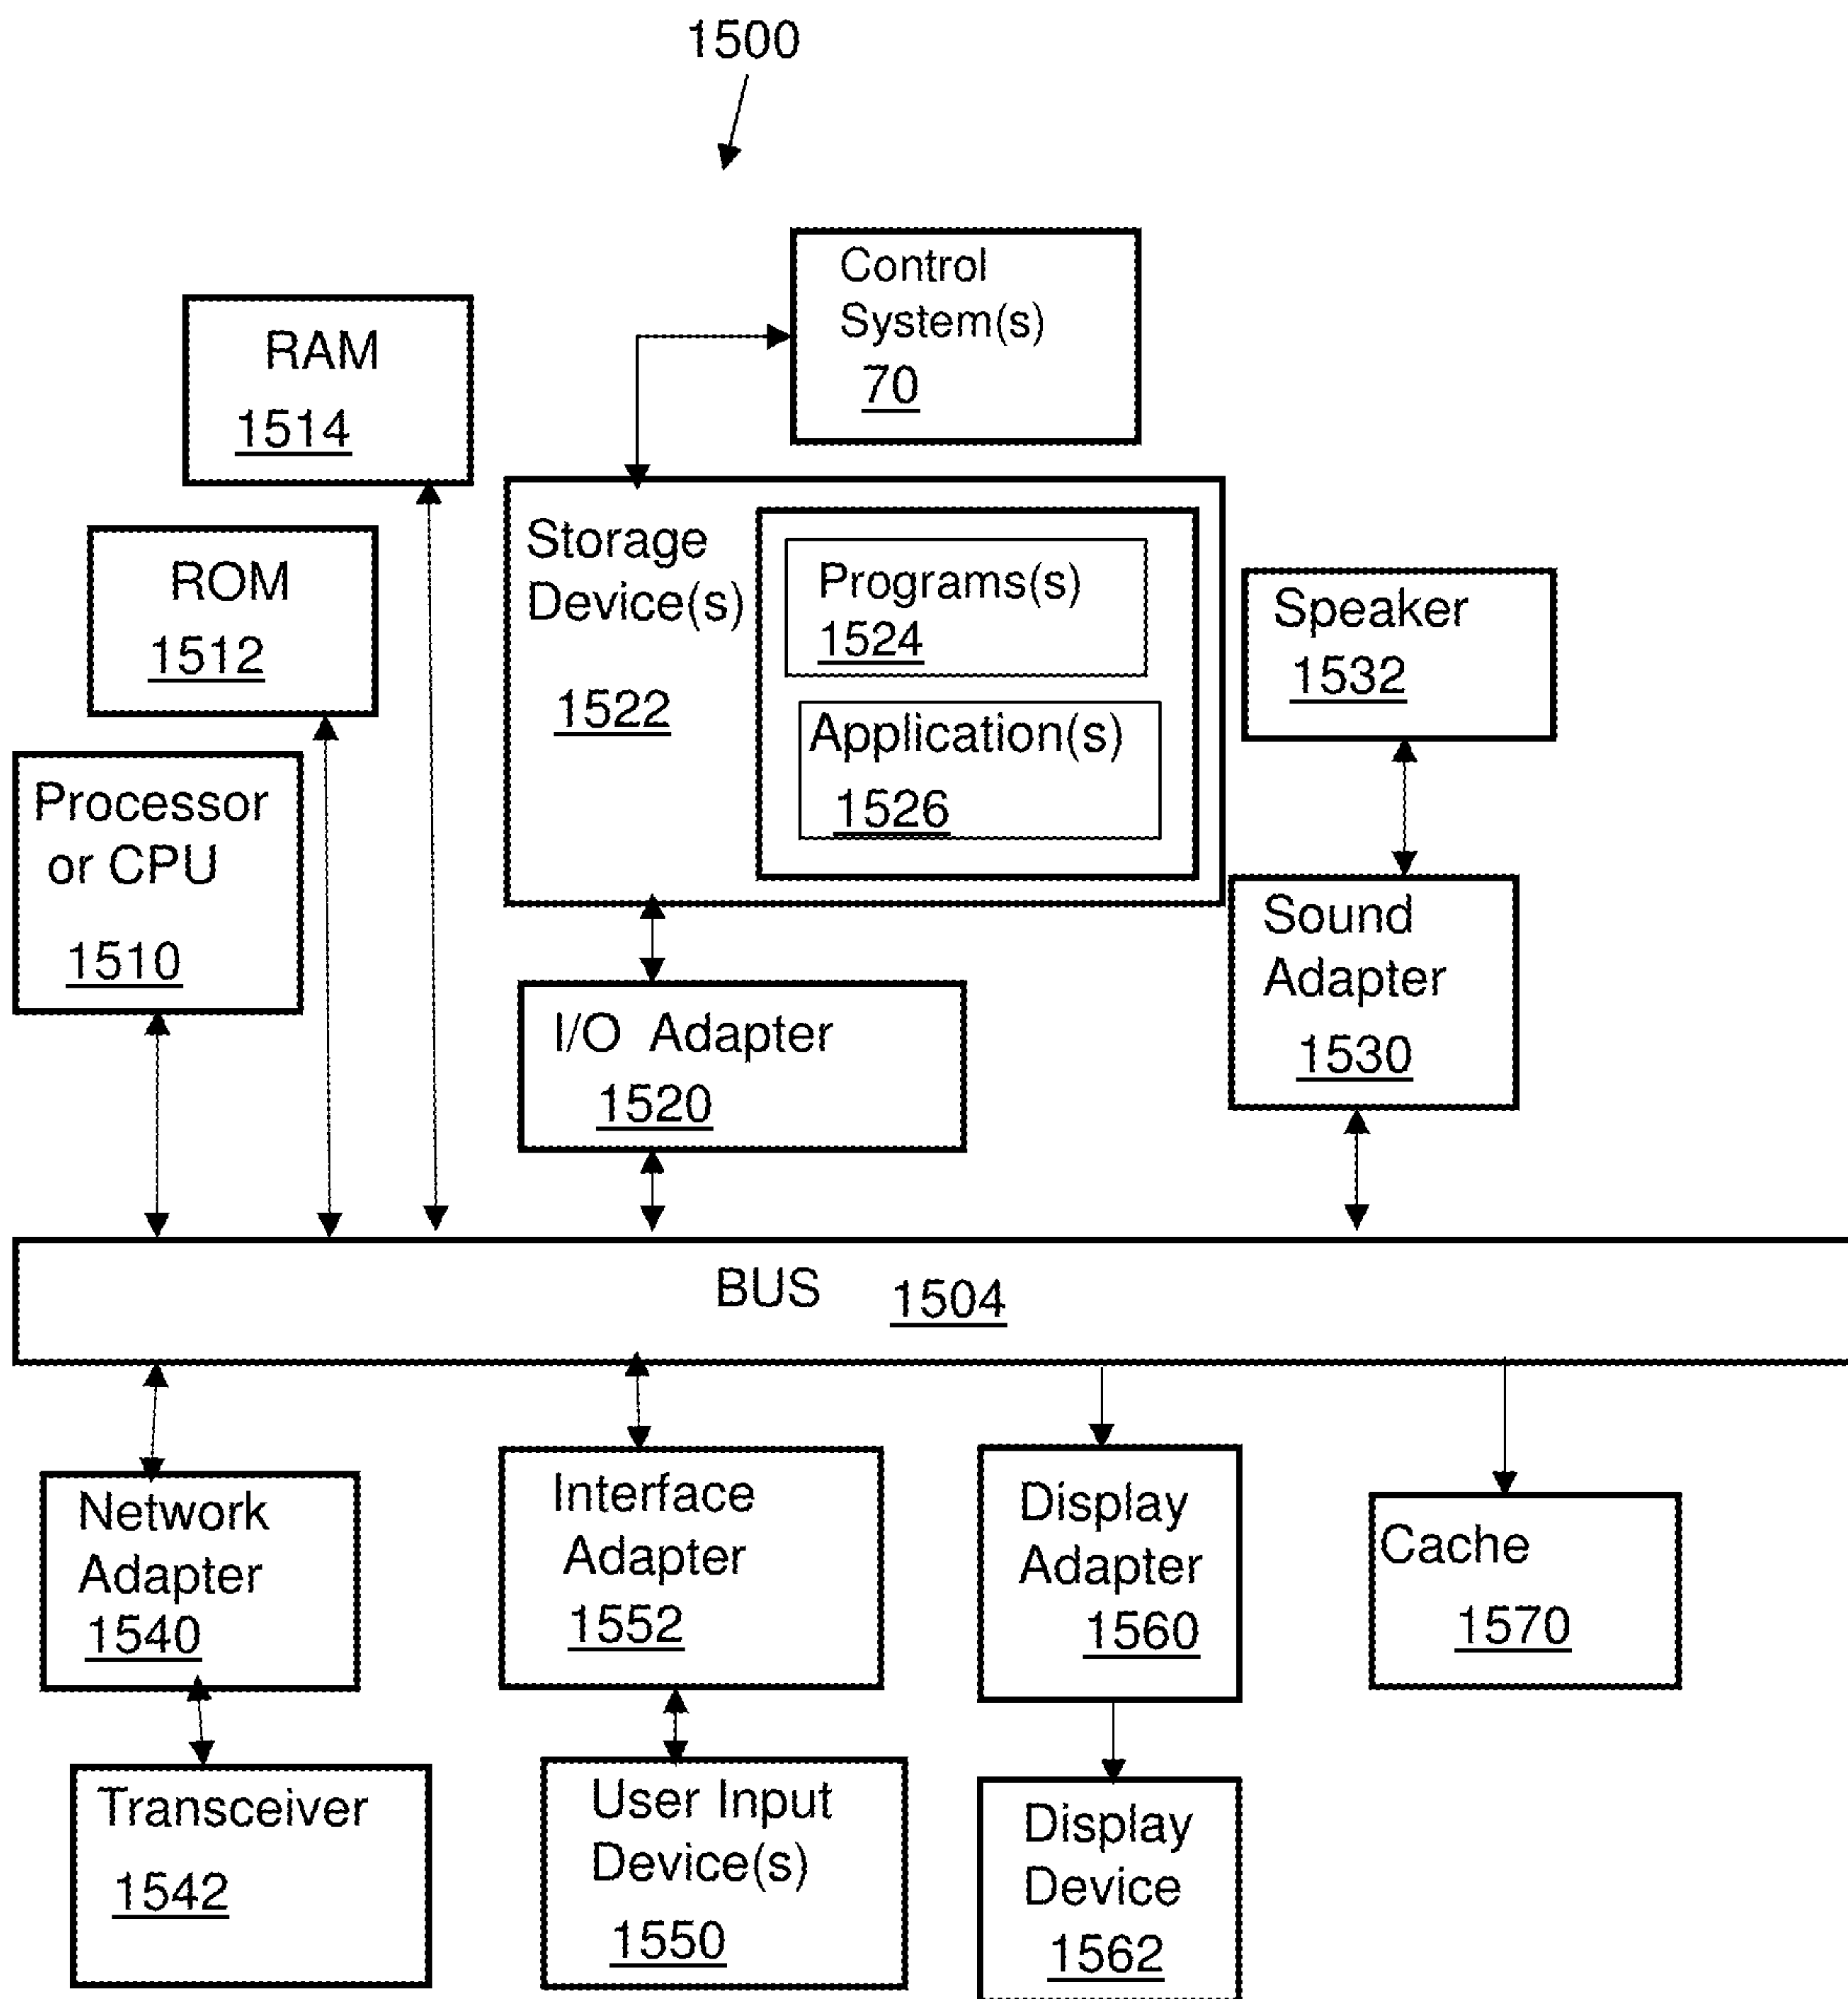 1500
Control
System(s)
70
RAM
1514
ROM
1512
Processor
or CPU
1510
Storage
Device(s)
1522
Programs(s)
1524
Application(s)
1526
Speaker
1532
Sound
Adapter
1530
I/O Adapter
1520
BUS 1504
Network
Adapter
1540
Interface
Adapter
1552
Display
Adapter
1560
Cache
1570
Transceiver
1542
User Input
Device(s)
1550
Display
Device
1562